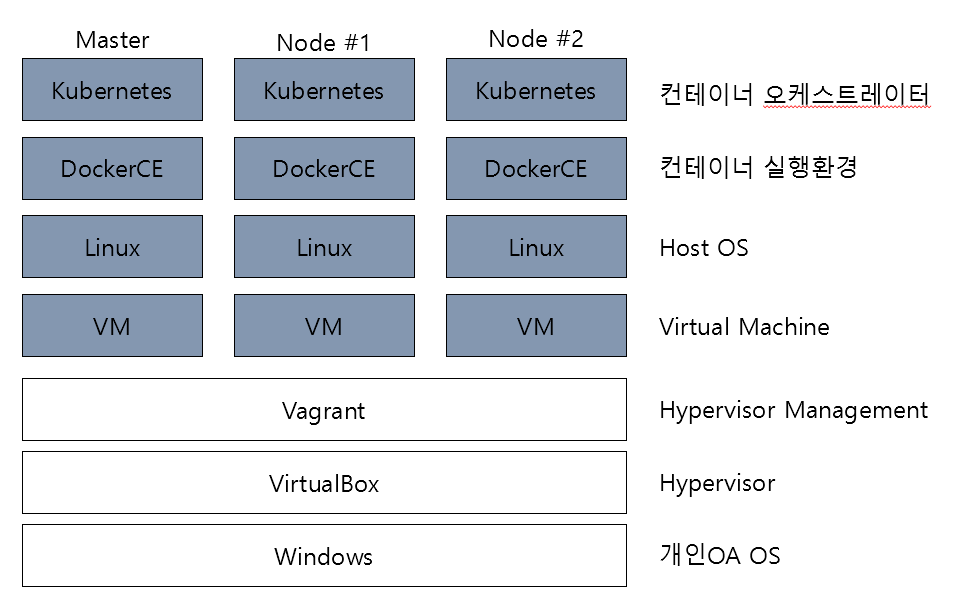 Master Node #1 Node #2
Kubernetes Kubernetes Kubernetes 컨테이너 오케스트레이터
DockerCE DockerCE DockerCE 컨테이너 실행환경
Linux Linux Linux Host OS
VM VM VM Virtual Machine
Vagrant Hypervisor Management
VirtualBox Hypervisor
Windows 개인OA OS